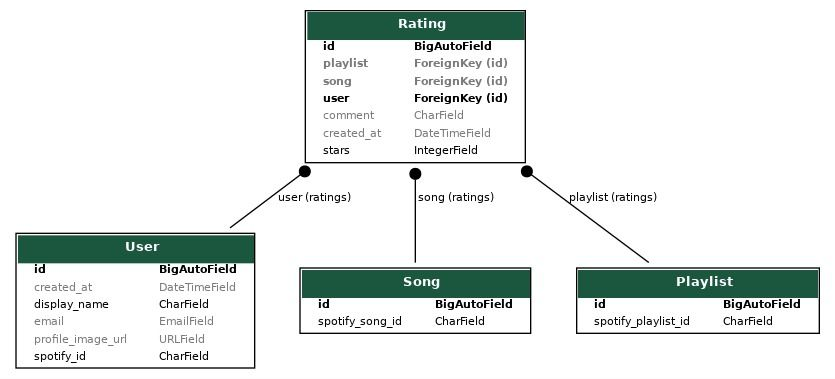 Rating
id BigAutoField
playlist ForeignKey (id)
song ForeignKey (id)
user ForeignKey (id)
comment CharField
created_at DateTimeField
stars IntegerField
user (ratings) song (ratings) playlist (ratings)
User
id BigAutoField
created_at DateTimeField
display_name CharField
email EmailField
profile_image_url URLField
spotify_id CharField
Song
id BigAutoField
spotify_song_id CharField
Playlist
id BigAutoField
spotify_playlist_id CharField